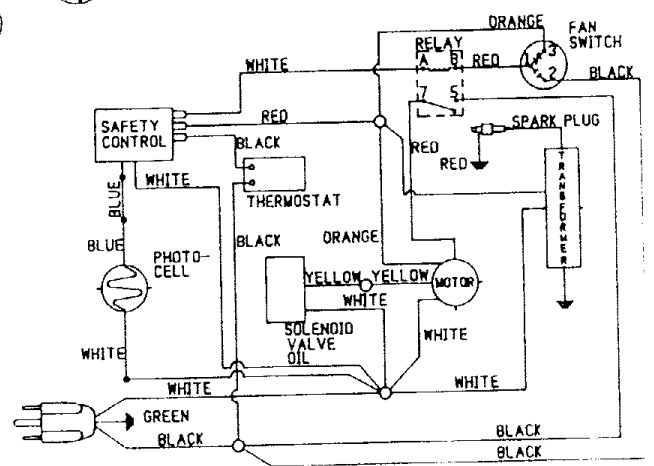 ORANGE
FAN
SWITCH
RELAY
WHITE
A
B
RED
1
3
2
BLACK
7
5
SAFETY
CONTROL
RED
BLACK
SPARK PLUG
RED
RED
TRANSFORMER
WHITE
THERMOSTAT
BLUE
BLUE
PHOTO-
CELL
BLACK
ORANGE
YELLOW
YELLOW
MOTOR
WHITE
SOLENOID
VALVE
OIL
WHITE
WHITE
WHITE
WHITE
GREEN
BLACK
BLACK
BLACK